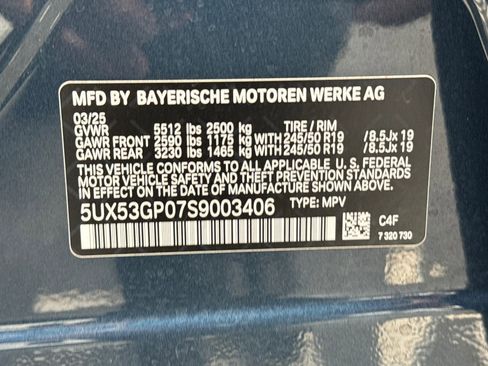 MFD BY BAYERISCHE MOTOREN WERKE AG
03/25
GVWR 5512 lbs 2500 kg TIRE / RIM
GAWR FRONT 2590 lbs 1175 kg WITH 245/50 R19 / 8.5Jx 19
GAWR REAR 3230 lbs 1465 kg WITH 245/50 R19 / 8.5Jx 19
THIS VEHICLE CONFORMS TO ALL APPLICABLE U. S. FEDERAL
MOTOR VEHICLE SAFETY AND THEFT PREVENTION STANDARDS
IN EFFECT ON THE DATE OF MANUFACTURE SHOWN ABOVE.
5UX53GP07S9003406 TYPE: MPV
C4F
7 320 730